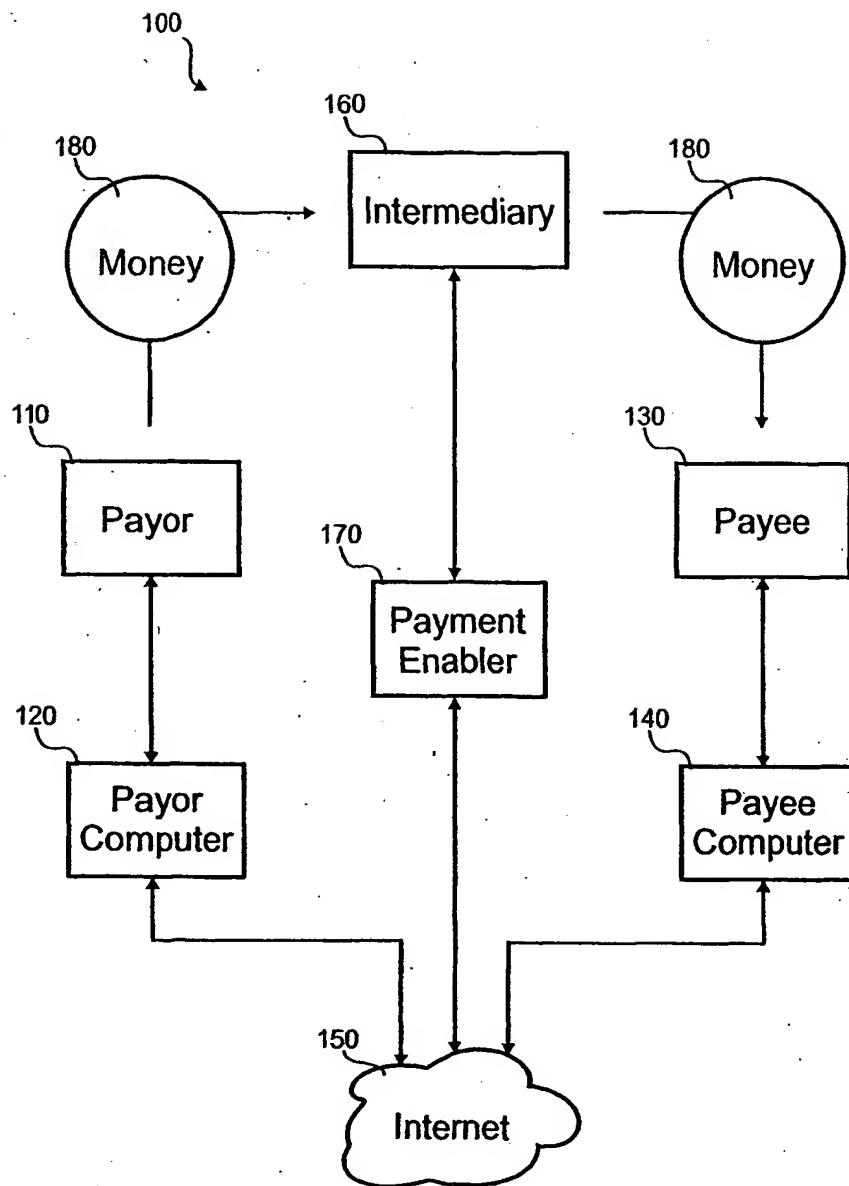 100
160
180
180
Intermediary
Money
Money
110
130
Payor
Payee
170
Payment
Enabler
120
140
Payor
Computer
Payee
Computer
150
Internet